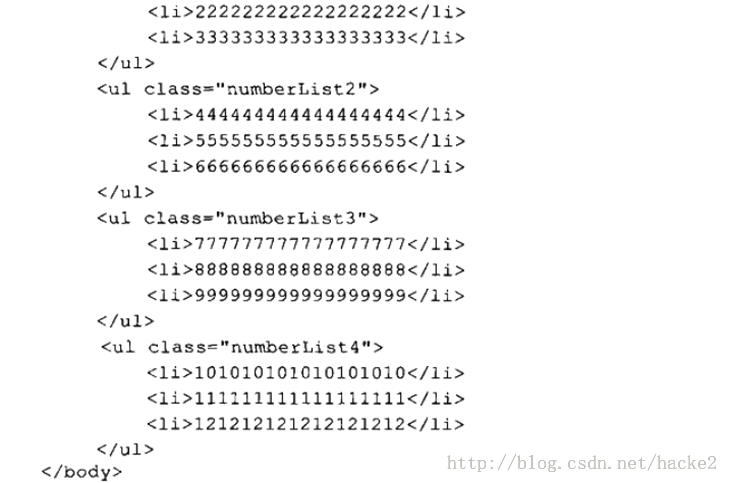 <li>222222222222222222</li>
<li>333333333333333333</li>
</ul>
<ul class="numberList2">
<li>444444444444444444</li>
<li>555555555555555555</li>
<li>666666666666666666</li>
</ul>
<ul class="numberList3">
<li>777777777777777777</li>
<li>888888888888888888</li>
<li>999999999999999999</li>
</ul>
<ul class="numberList4">
<li>101010101010101010</li>
<li>111111111111111111</li>
<li>121212121212121212</li>
</ul>
</body>
http://blog.csdn.net/hacke2